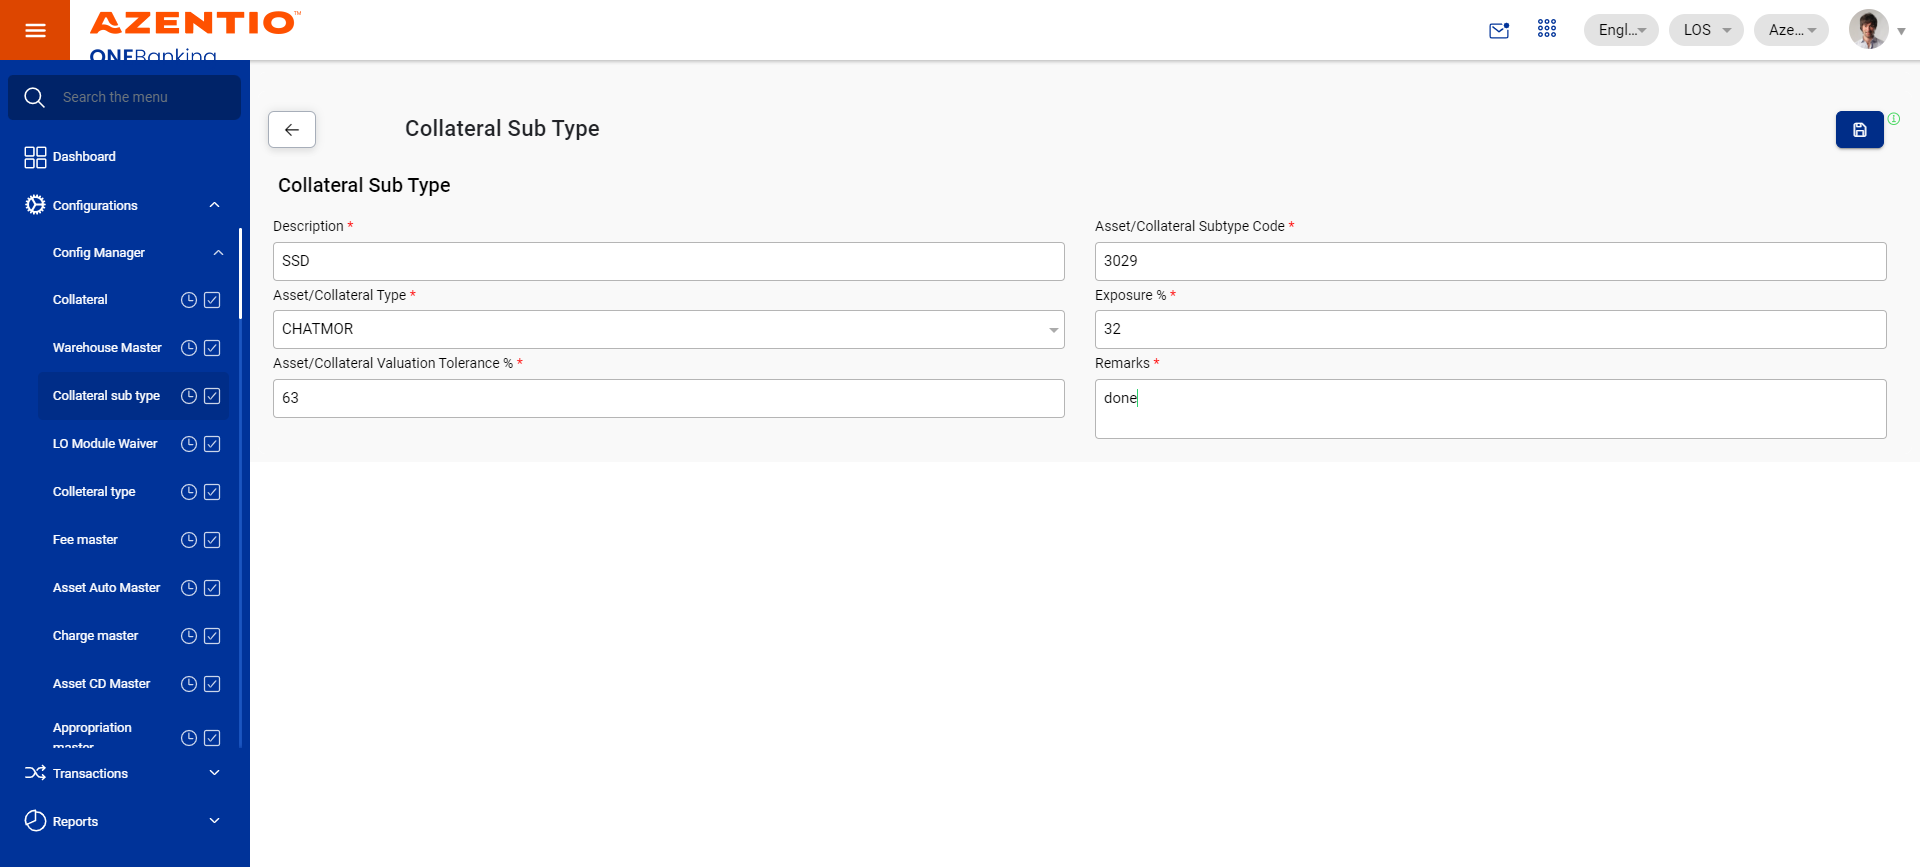 AZENTIO™
ONEBanking
Engl...
LOS
Aze...
Search the menu
Dashboard
Configurations
Config Manager
Collateral
Warehouse Master
Collateral sub type
LO Module Waiver
Colleteral type
Fee master
Asset Auto Master
Charge master
Asset CD Master
Appropriation
master
Transactions
Reports
Collateral Sub Type
Collateral Sub Type
Description *
SSD
Asset/Collateral Subtype Code *
3029
Asset/Collateral Type *
CHATMOR
Exposure % *
32
Asset/Collateral Valuation Tolerance % *
63
Remarks *
done